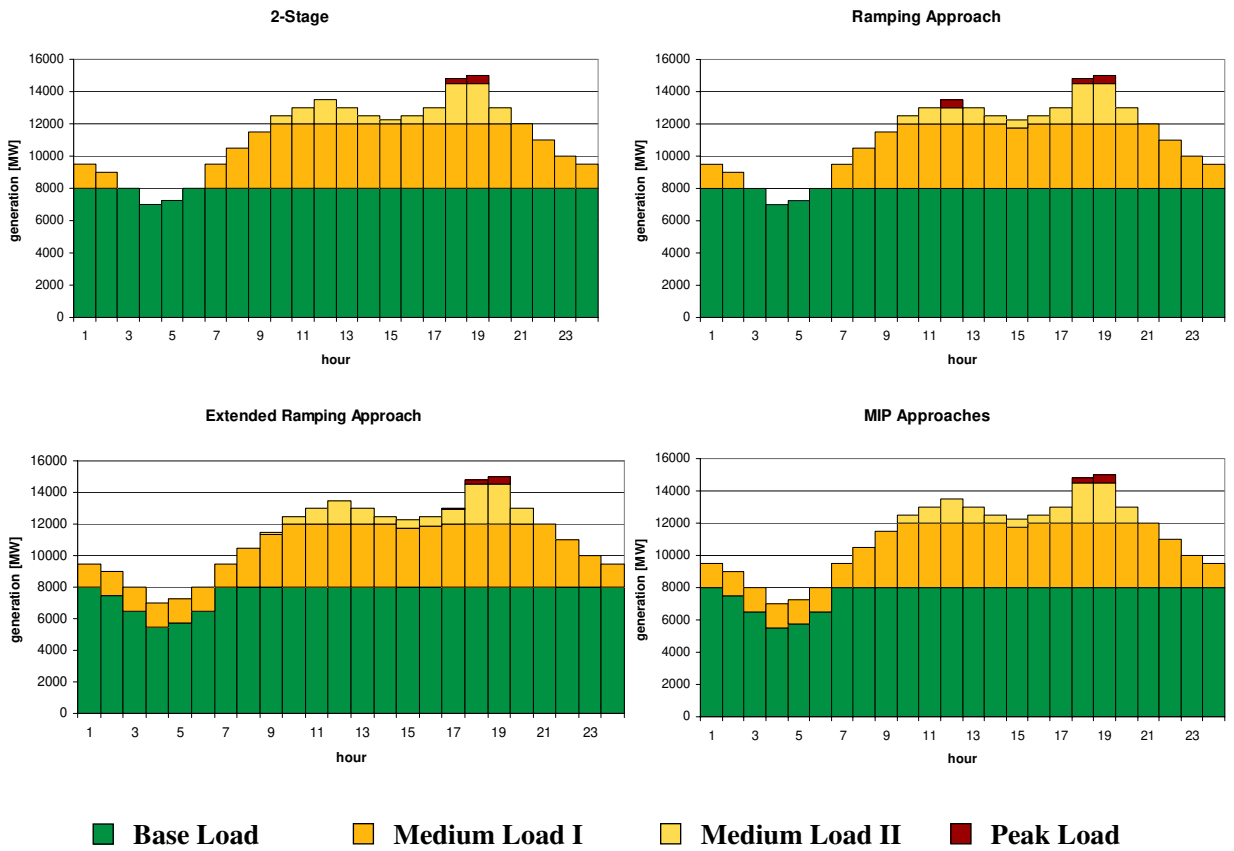 2-Stage
generation [MW]
16000
14000
12000
10000
8000
6000
4000
2000
0
1 3 5 7 9 11 13 15 17 19 21 23
hour
Ramping Approach
generation [MW]
16000
14000
12000
10000
8000
6000
4000
2000
0
1 3 5 7 9 11 13 15 17 19 21 23
hour
Extended Ramping Approach
generation [MW]
16000
14000
12000
10000
8000
6000
4000
2000
0
1 3 5 7 9 11 13 15 17 19 21 23
hour
MIP Approaches
generation [MW]
16000
14000
12000
10000
8000
6000
4000
2000
0
1 3 5 7 9 11 13 15 17 19 21 23
hour
Base Load Medium Load I Medium Load II Peak Load